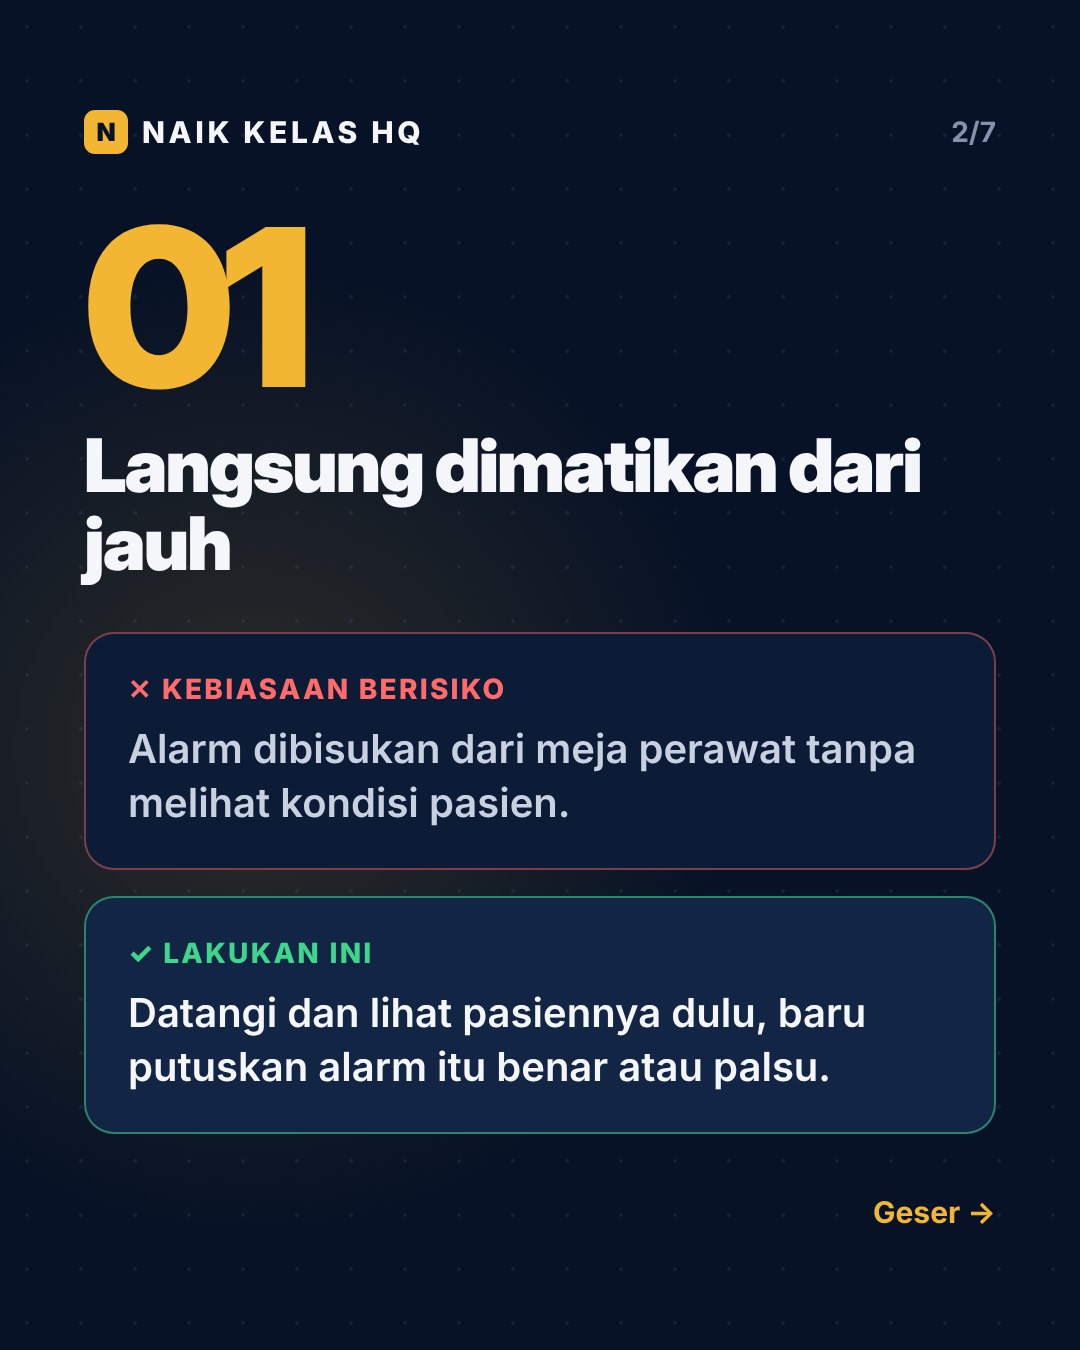 N NAIK KELAS HQ
2/7
01
Langsung dimatikan dari
jauh
✕ KEBIASAAN BERISIKO
Alarm dibisukan dari meja perawat tanpa
melihat kondisi pasien.
✓ LAKUKAN INI
Datangi dan lihat pasiennya dulu, baru
putuskan alarm itu benar atau palsu.
Geser →